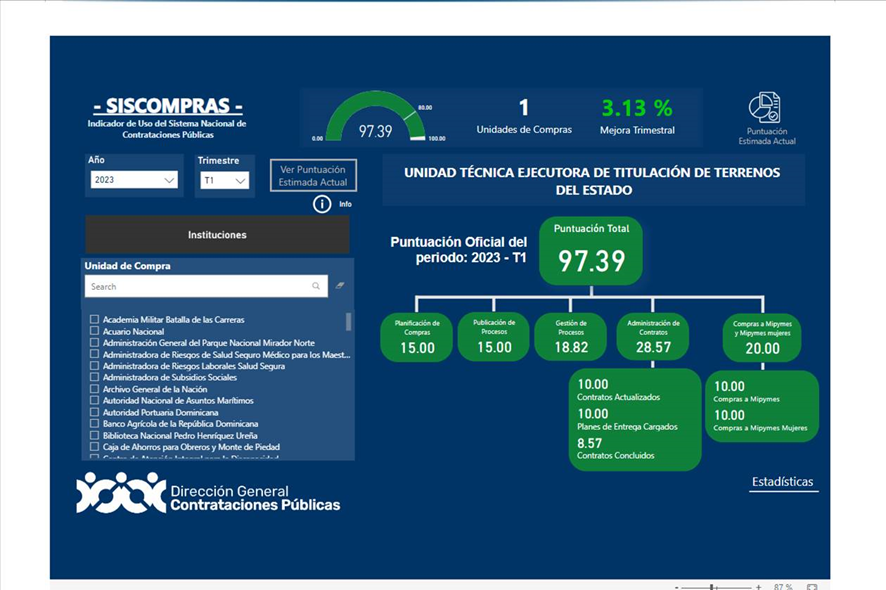 - SISCOMPRAS -
Indicador de Uso del Sistema Nacional de
Contrataciones Públicas
97.39
0.00
80.00
100.00
1
Unidades de Compras
3.13 %
Mejora Trimestral
Puntuación
Estimada Actual
Año
2023
Trimestre
T1
Ver Puntuación
Estimada Actual
Info
UNIDAD TÉCNICA EJECUTORA DE TITULACIÓN DE TERRENOS
DEL ESTADO
Instituciones
Unidad de Compra
Search
Academia Militar Batalla de las Carreras
Acuario Nacional
Administración General del Parque Nacional Mirador Norte
Administradora de Riesgos de Salud Seguro Médico para los Maest...
Administradora de Riesgos Laborales Salud Segura
Administradora de Subsidios Sociales
Archivo General de la Nación
Autoridad Nacional de Asuntos Marítimos
Autoridad Portuaria Dominicana
Banco Agrícola de la República Dominicana
Biblioteca Nacional Pedro Henríquez Ureña
Caja de Ahorros para Obreros y Monte de Piedad
Centro de Atención Integral para la Discapacidad
Puntuación Oficial del
periodo: 2023 - T1
Puntuación Total
97.39
Planificación de
Compras
15.00
Publicación de
Procesos
15.00
Gestión de
Procesos
18.82
Administración de
Contratos
28.57
Compras a Mipymes
y Mipymes mujeres
20.00
10.00
Contratos Actualizados
10.00
Planes de Entrega Cargados
8.57
Contratos Concluidos
10.00
Compras a Mipymes
10.00
Compras a Mipymes Mujeres
Dirección General
Contrataciones Públicas
Estadísticas
- + 87 %